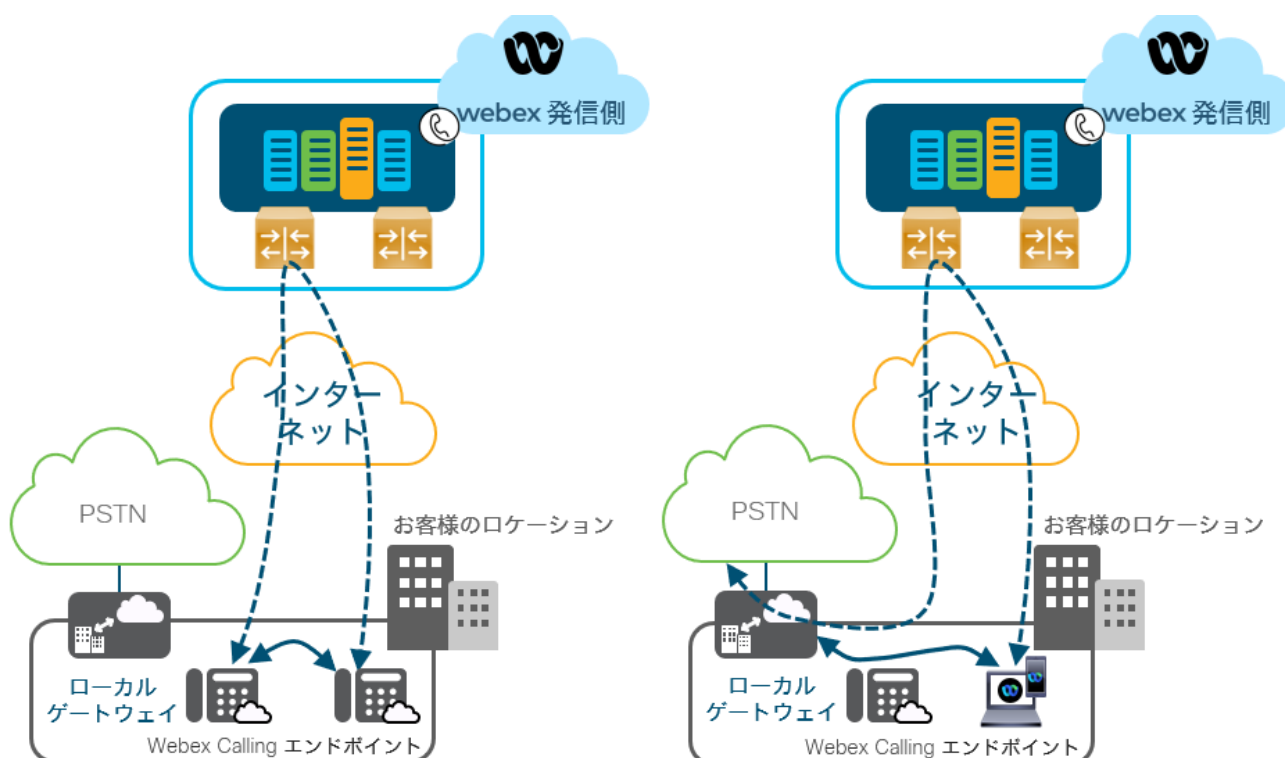 webex 発信側
インター
ネット
PSTN
お客様のロケーション
ローカル
ゲートウェイ
Webex Calling エンドポイント
webex 発信側
インター
ネット
PSTN
お客様のロケーション
ローカル
ゲートウェイ
Webex Calling エンドポイント